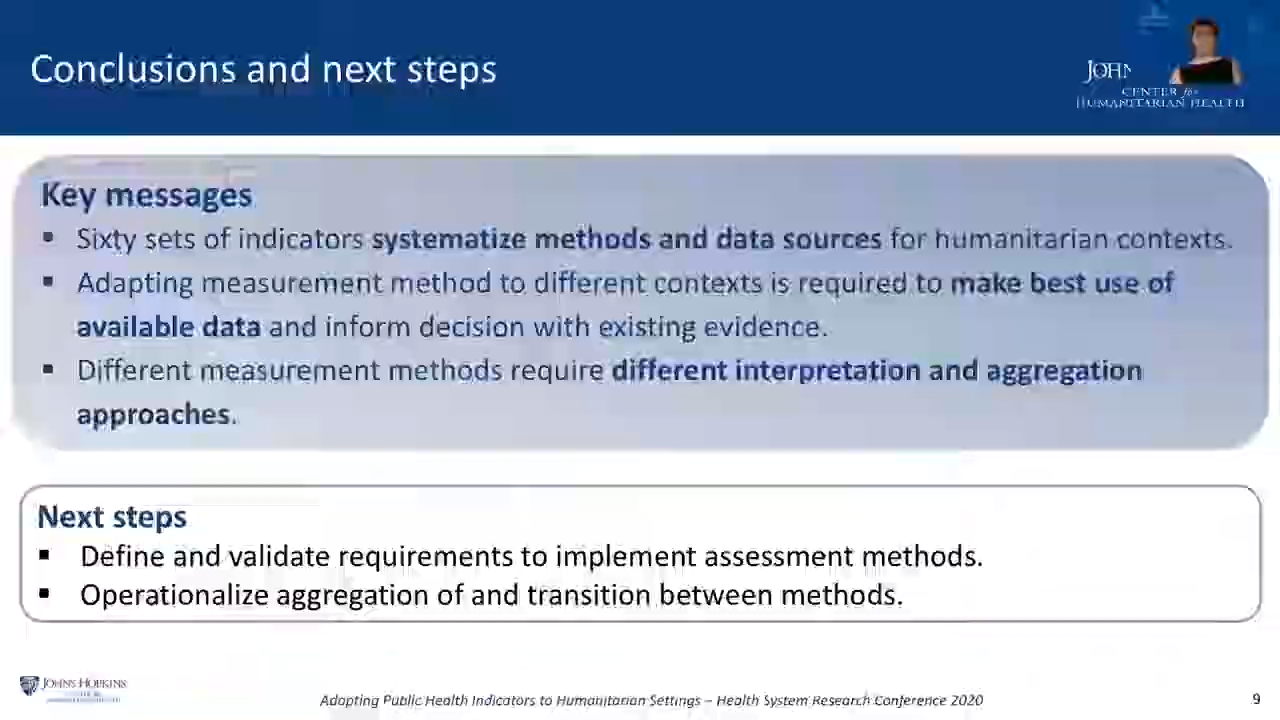 Conclusions and next steps
JOHN
CENTER for
HUMANITARIAN HEALTH
Key messages
▪ Sixty sets of indicators systematize methods and data sources for humanitarian contexts.
▪ Adapting measurement method to different contexts is required to make best use of
available data and inform decision with existing evidence.
▪ Different measurement methods require different interpretation and aggregation
approaches.
Next steps
▪ Define and validate requirements to implement assessment methods.
▪ Operationalize aggregation of and transition between methods.
JOHNS HOPKINS
Adapting Public Health Indicators to Humanitarian Settings – Health System Research Conference 2020
9